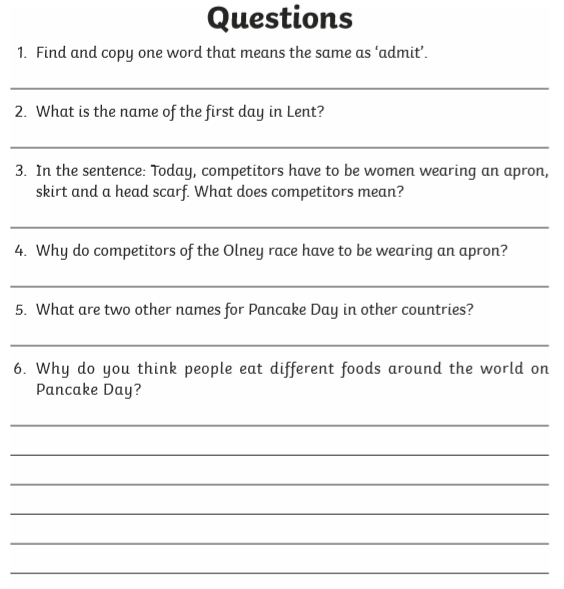 Questions
1. Find and copy one word that means the same as ‘admit’.
2. What is the name of the first day in Lent?
3. In the sentence: Today, competitors have to be women wearing an apron,
skirt and a head scarf. What does competitors mean?
4. Why do competitors of the Olney race have to be wearing an apron?
5. What are two other names for Pancake Day in other countries?
6. Why do you think people eat different foods around the world on
Pancake Day?